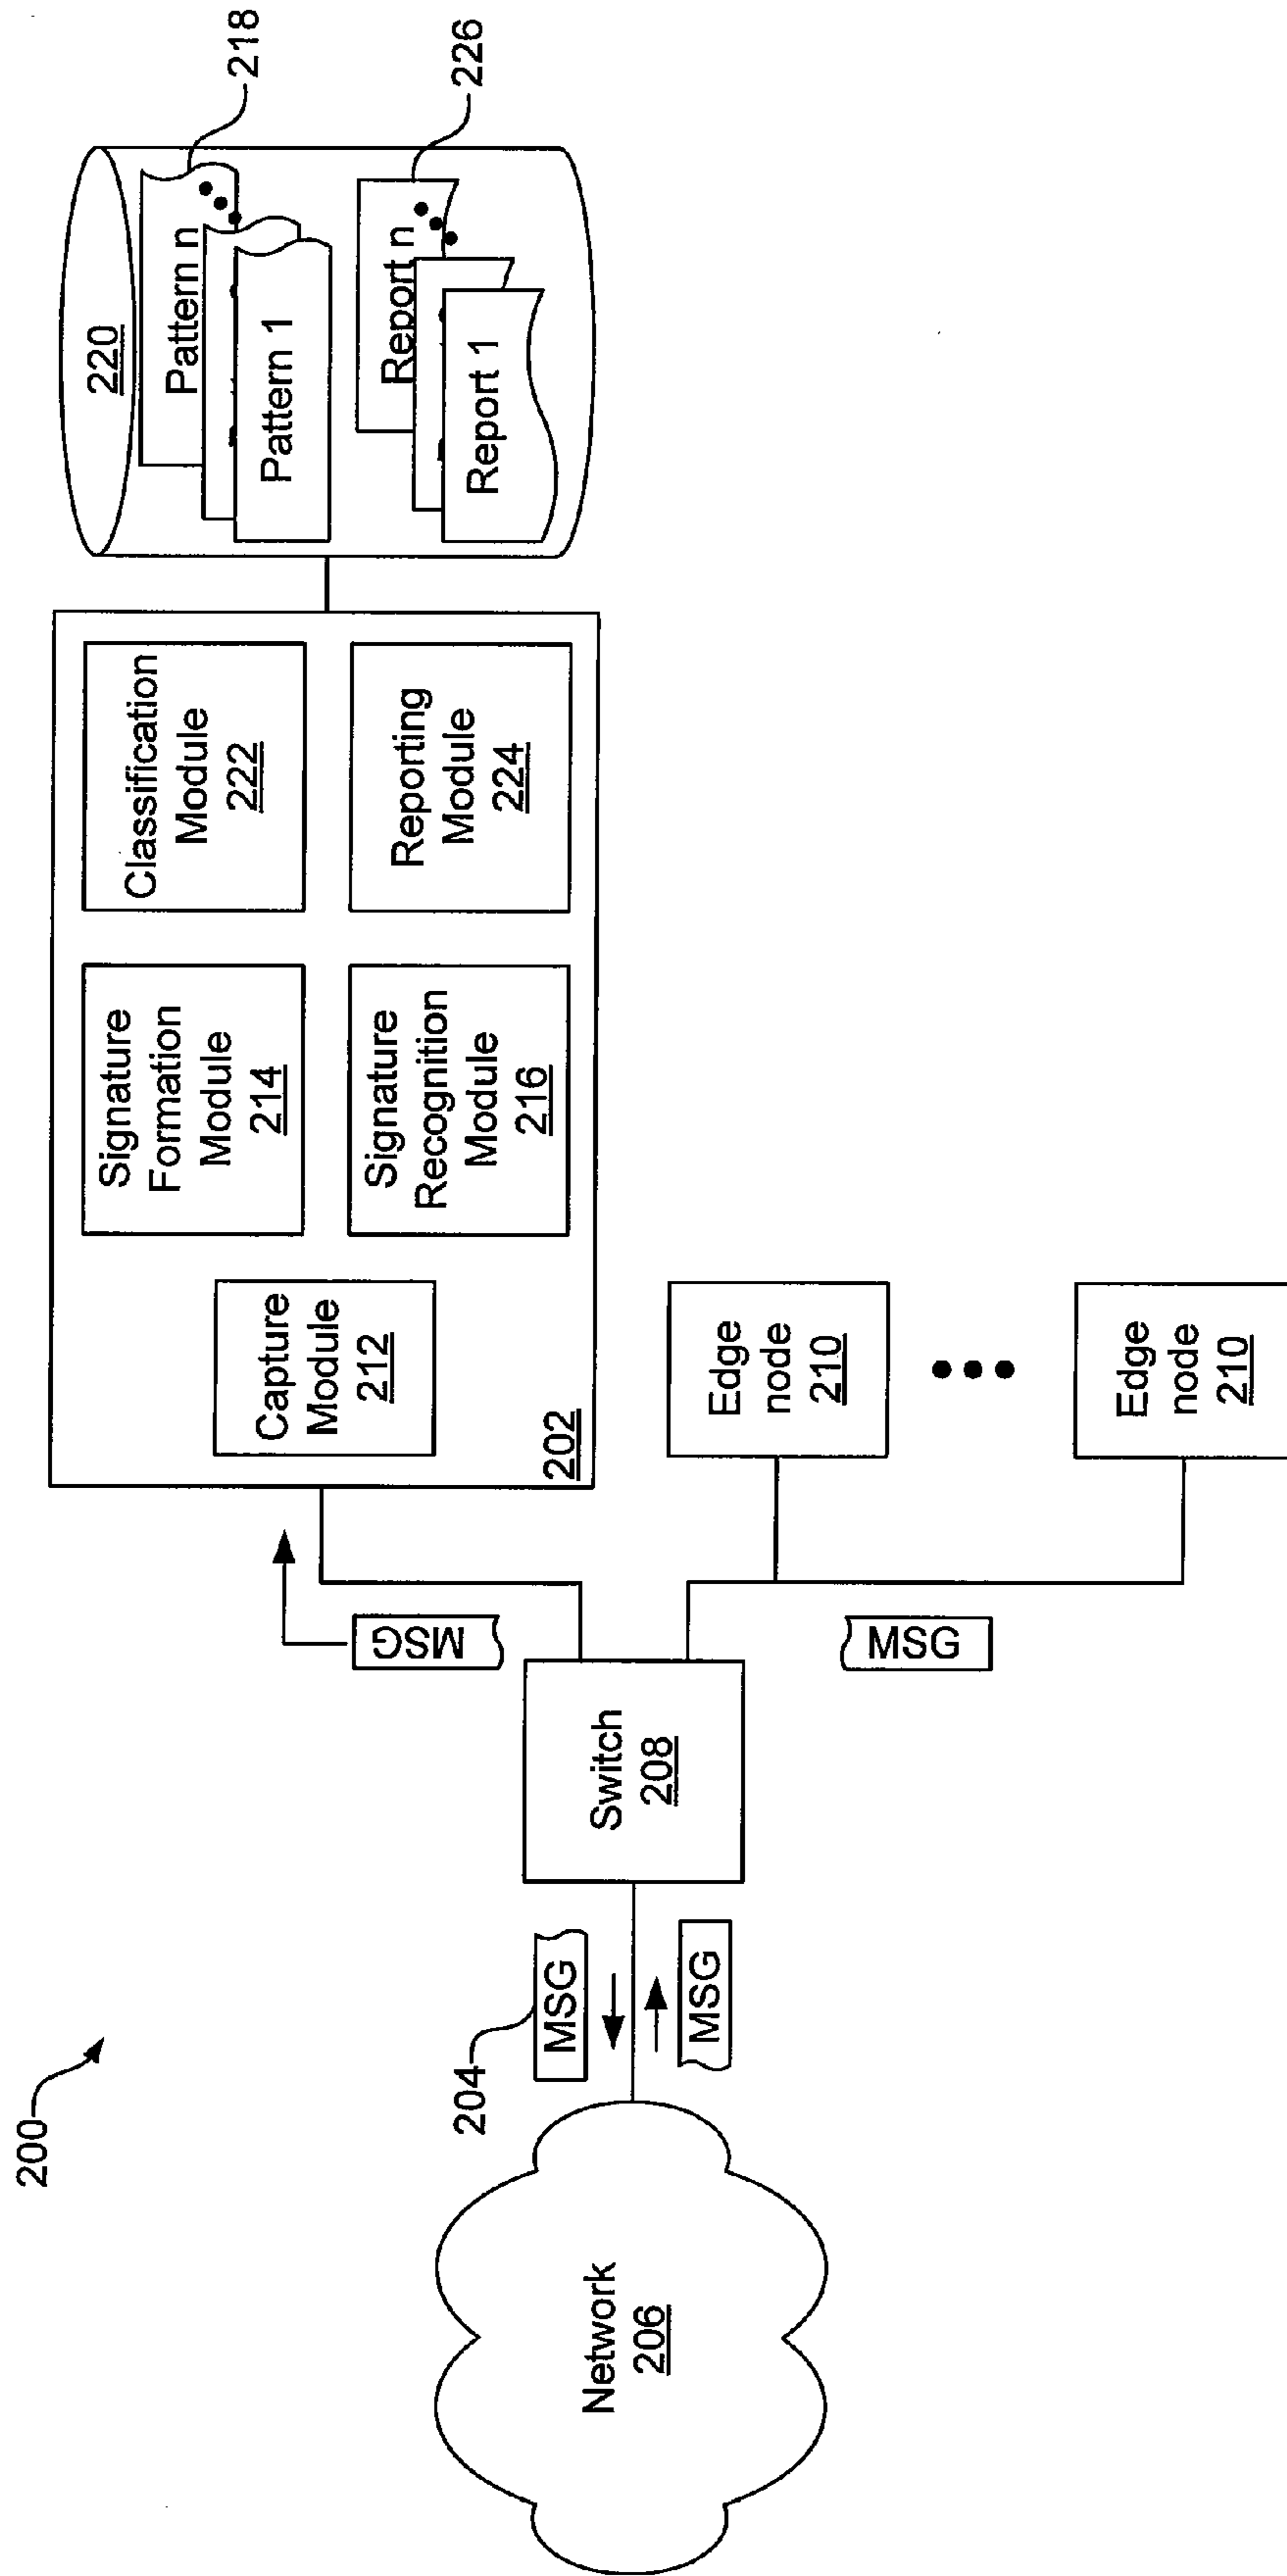 200
Network
206
204
MSG
MSG
Switch
208
MSG
MSG
202
Capture
Module
212
Signature
Formation
Module
214
Signature
Recognition
Module
216
Classification
Module
222
Reporting
Module
224
Edge
node
210
Edge
node
210
220
Pattern n
Pattern 1
218
Report n
Report 1
226